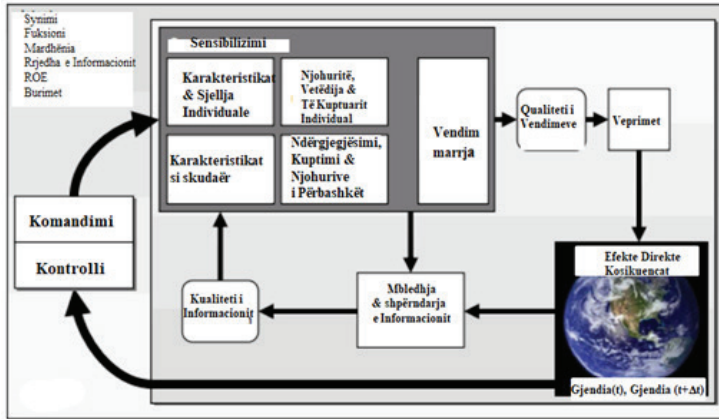 Synimi
Fuksioni
Mardhënia
Rrjedha e Informacionit
ROE
Burimet
Sensibilizimi
Karakteristikat
& Sjellja
Individuale
Njohuritë,
Vetëdija &
Të Kuptuarit
Individual
Karakteristikat
si skudaër
Ndërgjegjësimi,
Kuptimi &
Njohurive
i Përbashkët
Vendim
marrja
Qualiteti i
Vendimeve
Veprimet
Komandimi
Kontrolli
Kualiteti i
Informacionit
Mbledhja
& shpërndarja
e Informacionit
Efekte Direkte
Kosikuencat
Gjendia(t), Gjendia (t+Δt)